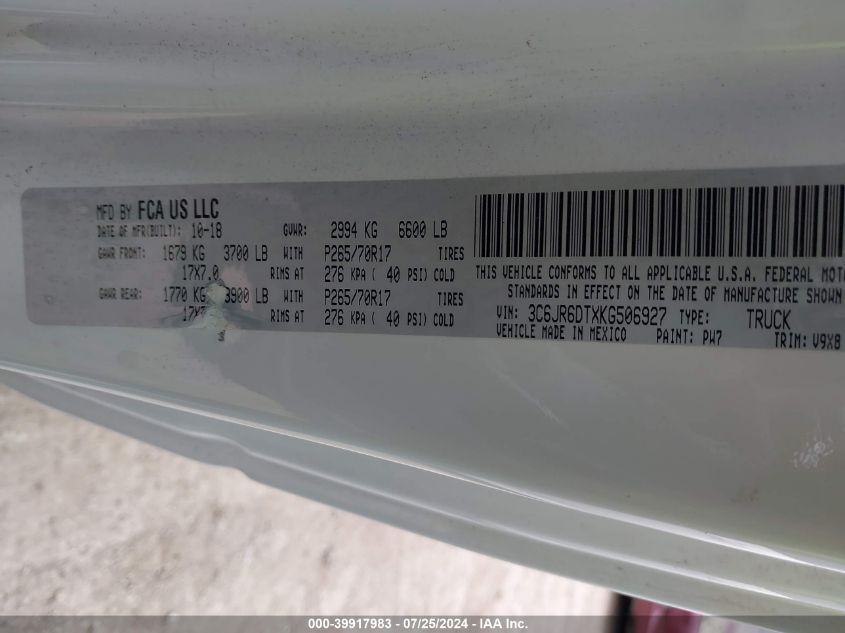 MFD BY FCA US LLC
DATE OF MFR(BUILT): 10-18 GVWR: 2994 KG 6600 LB
GAWR FRONT: 1679 KG 3700 LB WITH P265/70R17 TIRES
17X7.0 RIMS AT 276 KPA ( 40 PSI) COLD
GAWR REAR: 1770 KG 3900 LB WITH P265/70R17 TIRES
RIMS AT 276 KPA ( 40 PSI) COLD
THIS VEHICLE CONFORMS TO ALL APPLICABLE U.S.A. FEDERAL
STANDARDS IN EFFECT ON THE DATE OF MANUFACTURE SHOWN
VIN: 3C6JR6DTXKG506927 TYPE: TRUCK
VEHICLE MADE IN MEXICO PAINT: PW7 TRIM: V9X8
000-39917983 - 07/25/2024 - IAA Inc.